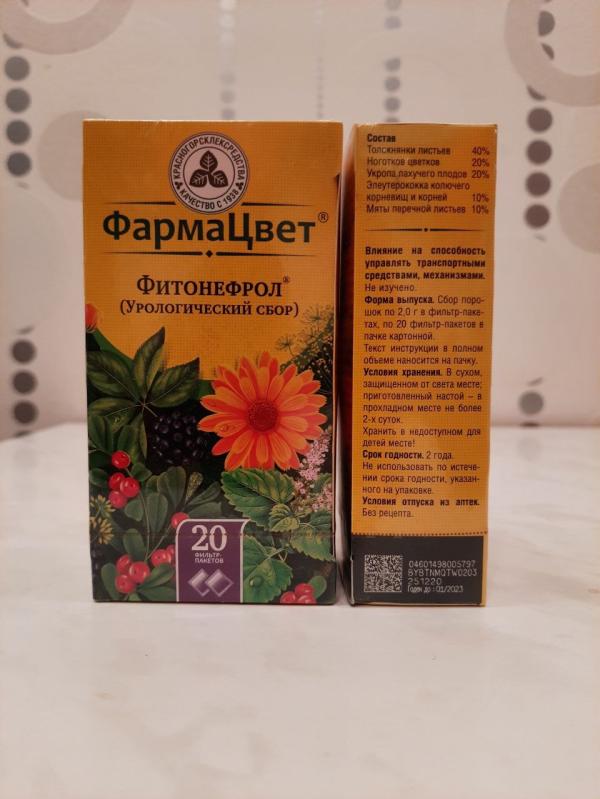 КРАСНОГОРСКЛЕКСРЕДСТВА
КАЧЕСТВО С 1938
ФармаЦвет®
Фитонефрол®
(Урологический сбор)
20
ФИЛЬТР-
ПАКЕТОВ
Состав
Толокнянки листьев 40%
Ноготков цветков 20%
Укропа пахучего плодов 20%
Элеутерококка колючего
корневищ и корней 10%
Мяты перечной листьев 10%
Влияние на способность
управлять транспортными
средствами, механизмами.
Не изучено.
Форма выпуска. Сбор поро-
шок по 2,0 г в фильтр-паке-
тах, по 20 фильтр-пакетов в
пачке картонной.
Текст инструкции в полном
объеме наносится на пачку.
Условия хранения. В сухом,
защищенном от света месте;
приготовленный настой – в
прохладном месте не более
2-х суток.
Хранить в недоступном для
детей месте!
Срок годности. 2 года.
Не использовать по истече-
нии срока годности, указан-
ного на упаковке.
Условия отпуска из аптек.
Без рецепта.
04601498005797
BYBTNMQTW0203
251220
Годен до : 01/2023